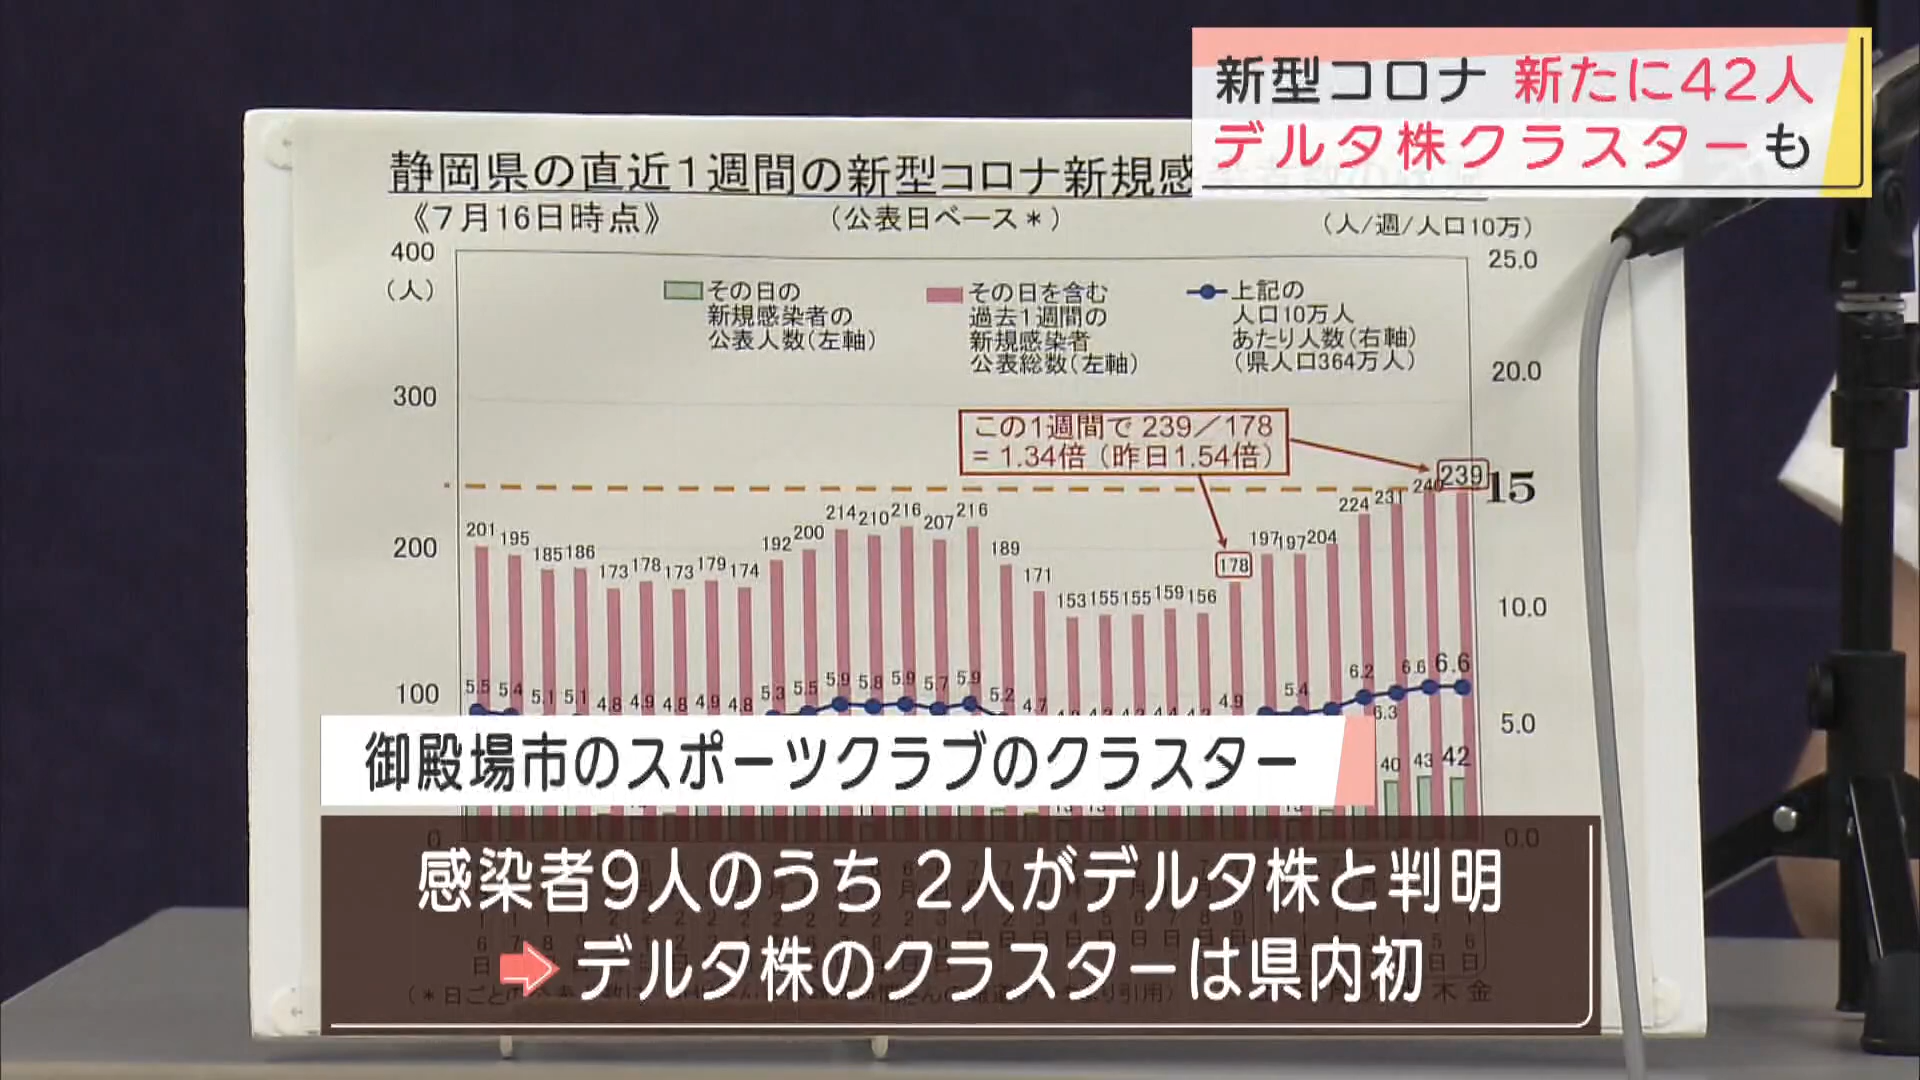 新型コロナ 新たに42人
デルタ株クラスターも
静岡県の直近1週間の新型コロナ新規感
《7月16日時点》
(公表日ベース*)
(人/週/人口10万)
400
(人)
300
200
100
0
25.0
20.0
15
10.0
5.0
0.0
その日の
新規感染者の
公表人数(左軸)
その日を含む
過去1週間の
新規感染者
公表総数(左軸)
上記の
人口10万人
あたり人数(右軸)
(県人口364万人)
この1週間で 239/178
= 1.34倍 (昨日1.54倍)
201 195 185 186 173 178 173 179 174 192 200 214 210 216 207 216 189 171 153 155 155 159 156 178 197 197 204 224 231 240 239
5.5 5.4 5.1 5.1 4.8 4.9 4.8 4.9 4.8 5.3 5.5 5.9 5.8 5.9 5.7 5.9 5.2 4.7 4.9 5.4 6.2 6.3 6.6 6.6
40 43 42
御殿場市のスポーツクラブのクラスター
感染者9人のうち 2人がデルタ株と判明
デルタ株のクラスターは県内初
木 金